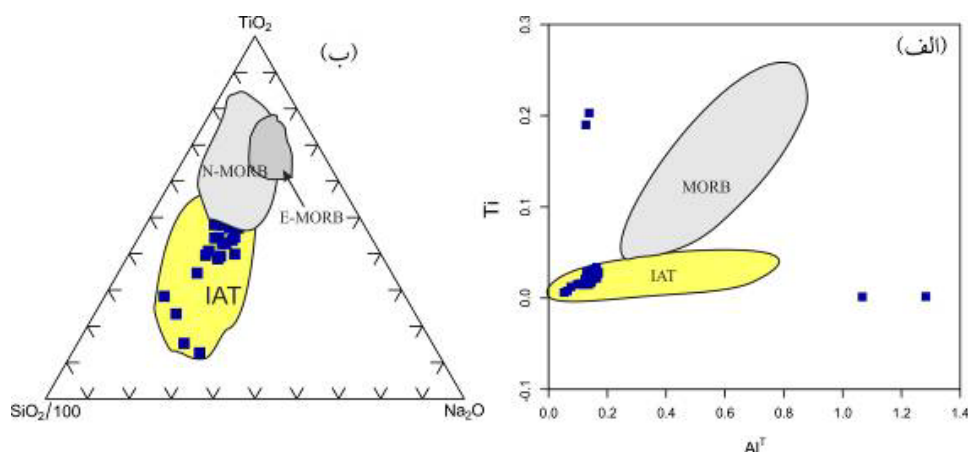 (ب)
TiO₂
N-MORB
E-MORB
IAT
SiO₂/100
Na₂O
(الف)
Ti
0.3
0.2
0.1
0.0
-0.1
MORB
IAT
0.0 0.2 0.4 0.6 0.8 1.0 1.2 1.4
Alᵀ